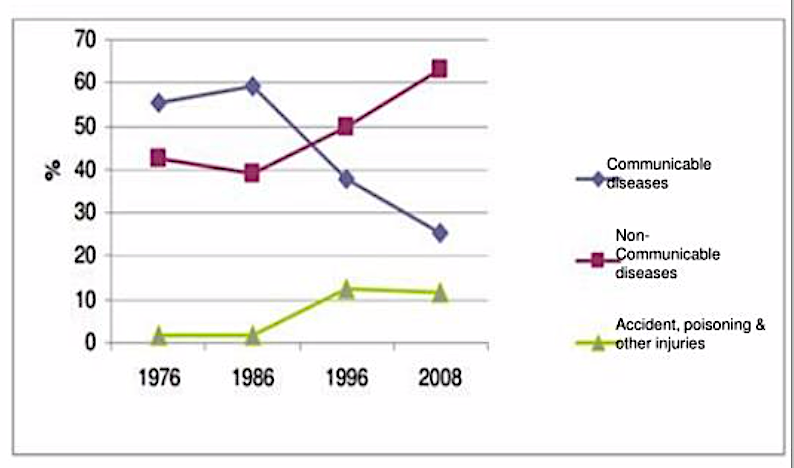 70
60
50
40
30
20
10
0
%
1976 1986 1996 2008
Communicable
diseases
Non-
Communicable
diseases
Accident, poisoning &
other injuries